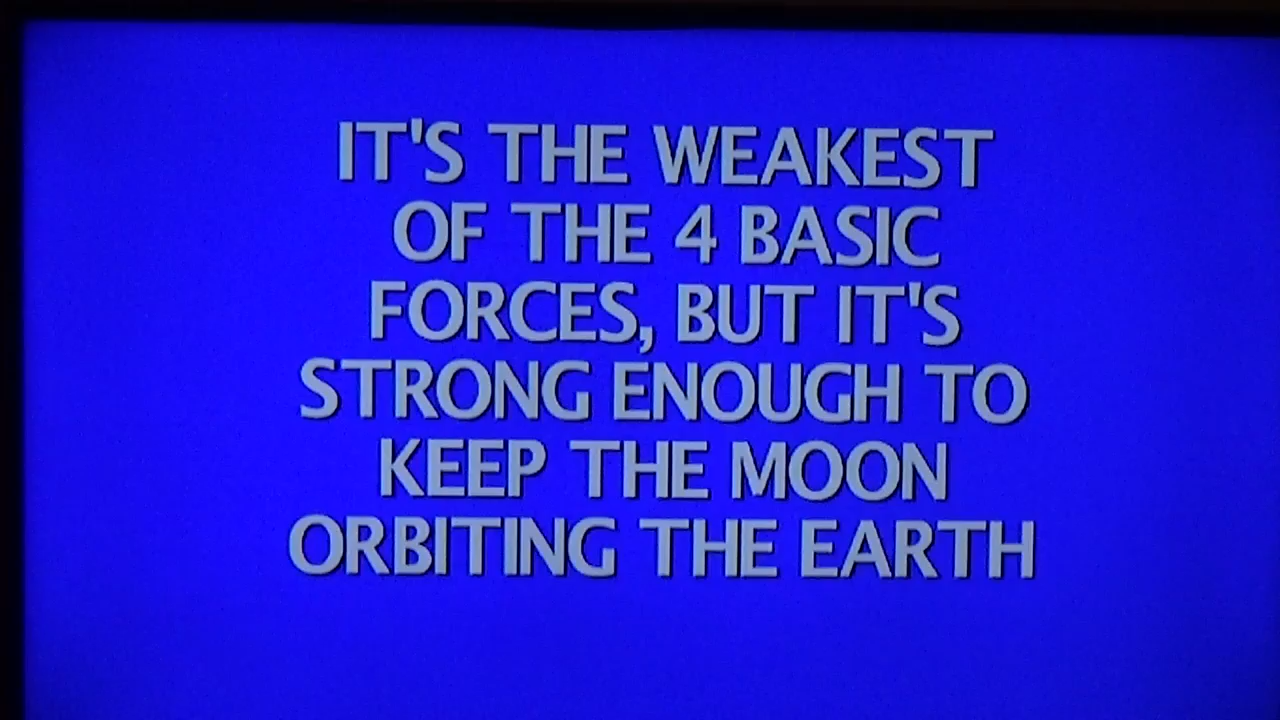 IT'S THE WEAKEST
OF THE 4 BASIC
FORCES, BUT IT'S
STRONG ENOUGH TO
KEEP THE MOON
ORBITING THE EARTH